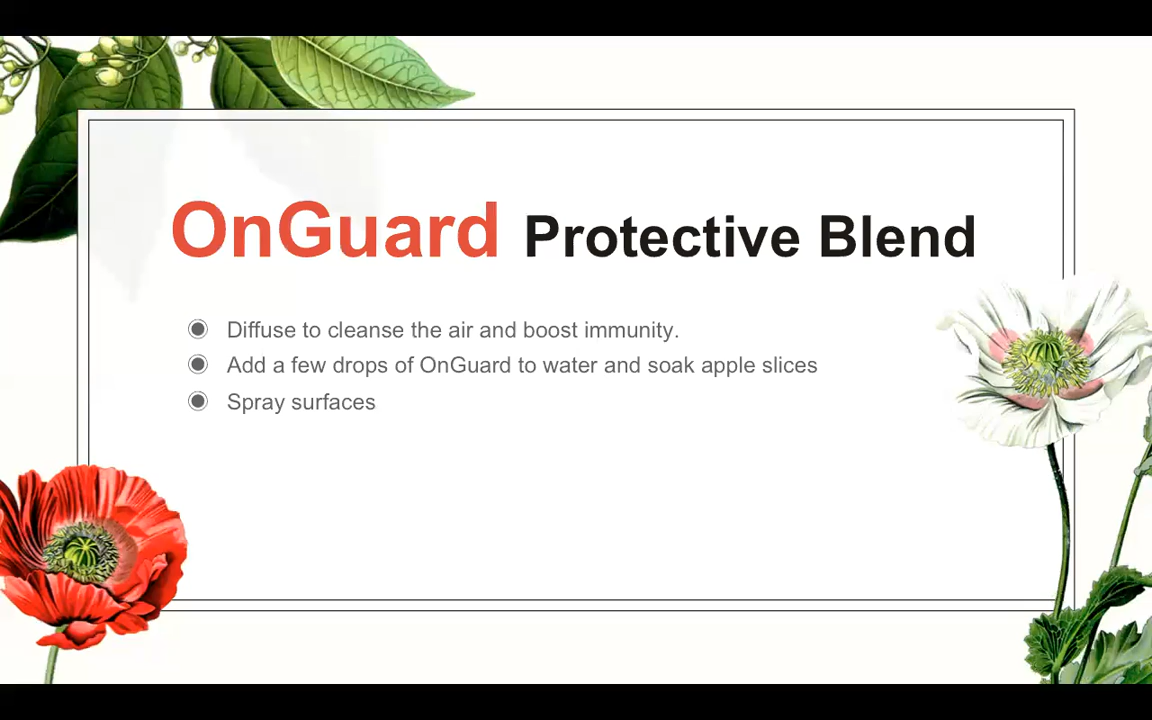 OnGuard Protective Blend
Diffuse to cleanse the air and boost immunity.
Add a few drops of OnGuard to water and soak apple slices
Spray surfaces